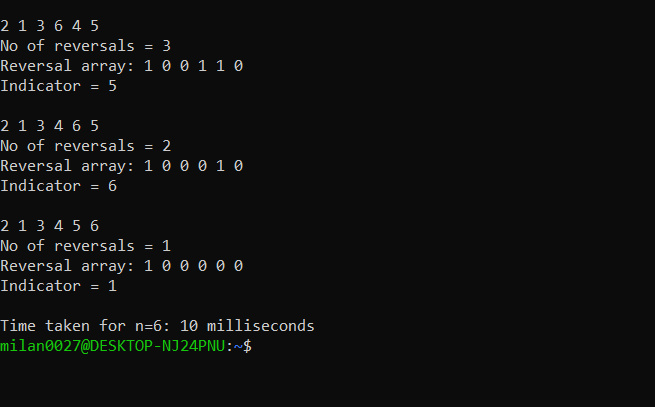 2 1 3 6 4 5
No of reversals = 3
Reversal array: 1 0 0 1 1 0
Indicator = 5
2 1 3 4 6 5
No of reversals = 2
Reversal array: 1 0 0 0 1 0
Indicator = 6
2 1 3 4 5 6
No of reversals = 1
Reversal array: 1 0 0 0 0 0
Indicator = 1
Time taken for n=6: 10 milliseconds
milan0027@DESKTOP-NJ24PNU:~$